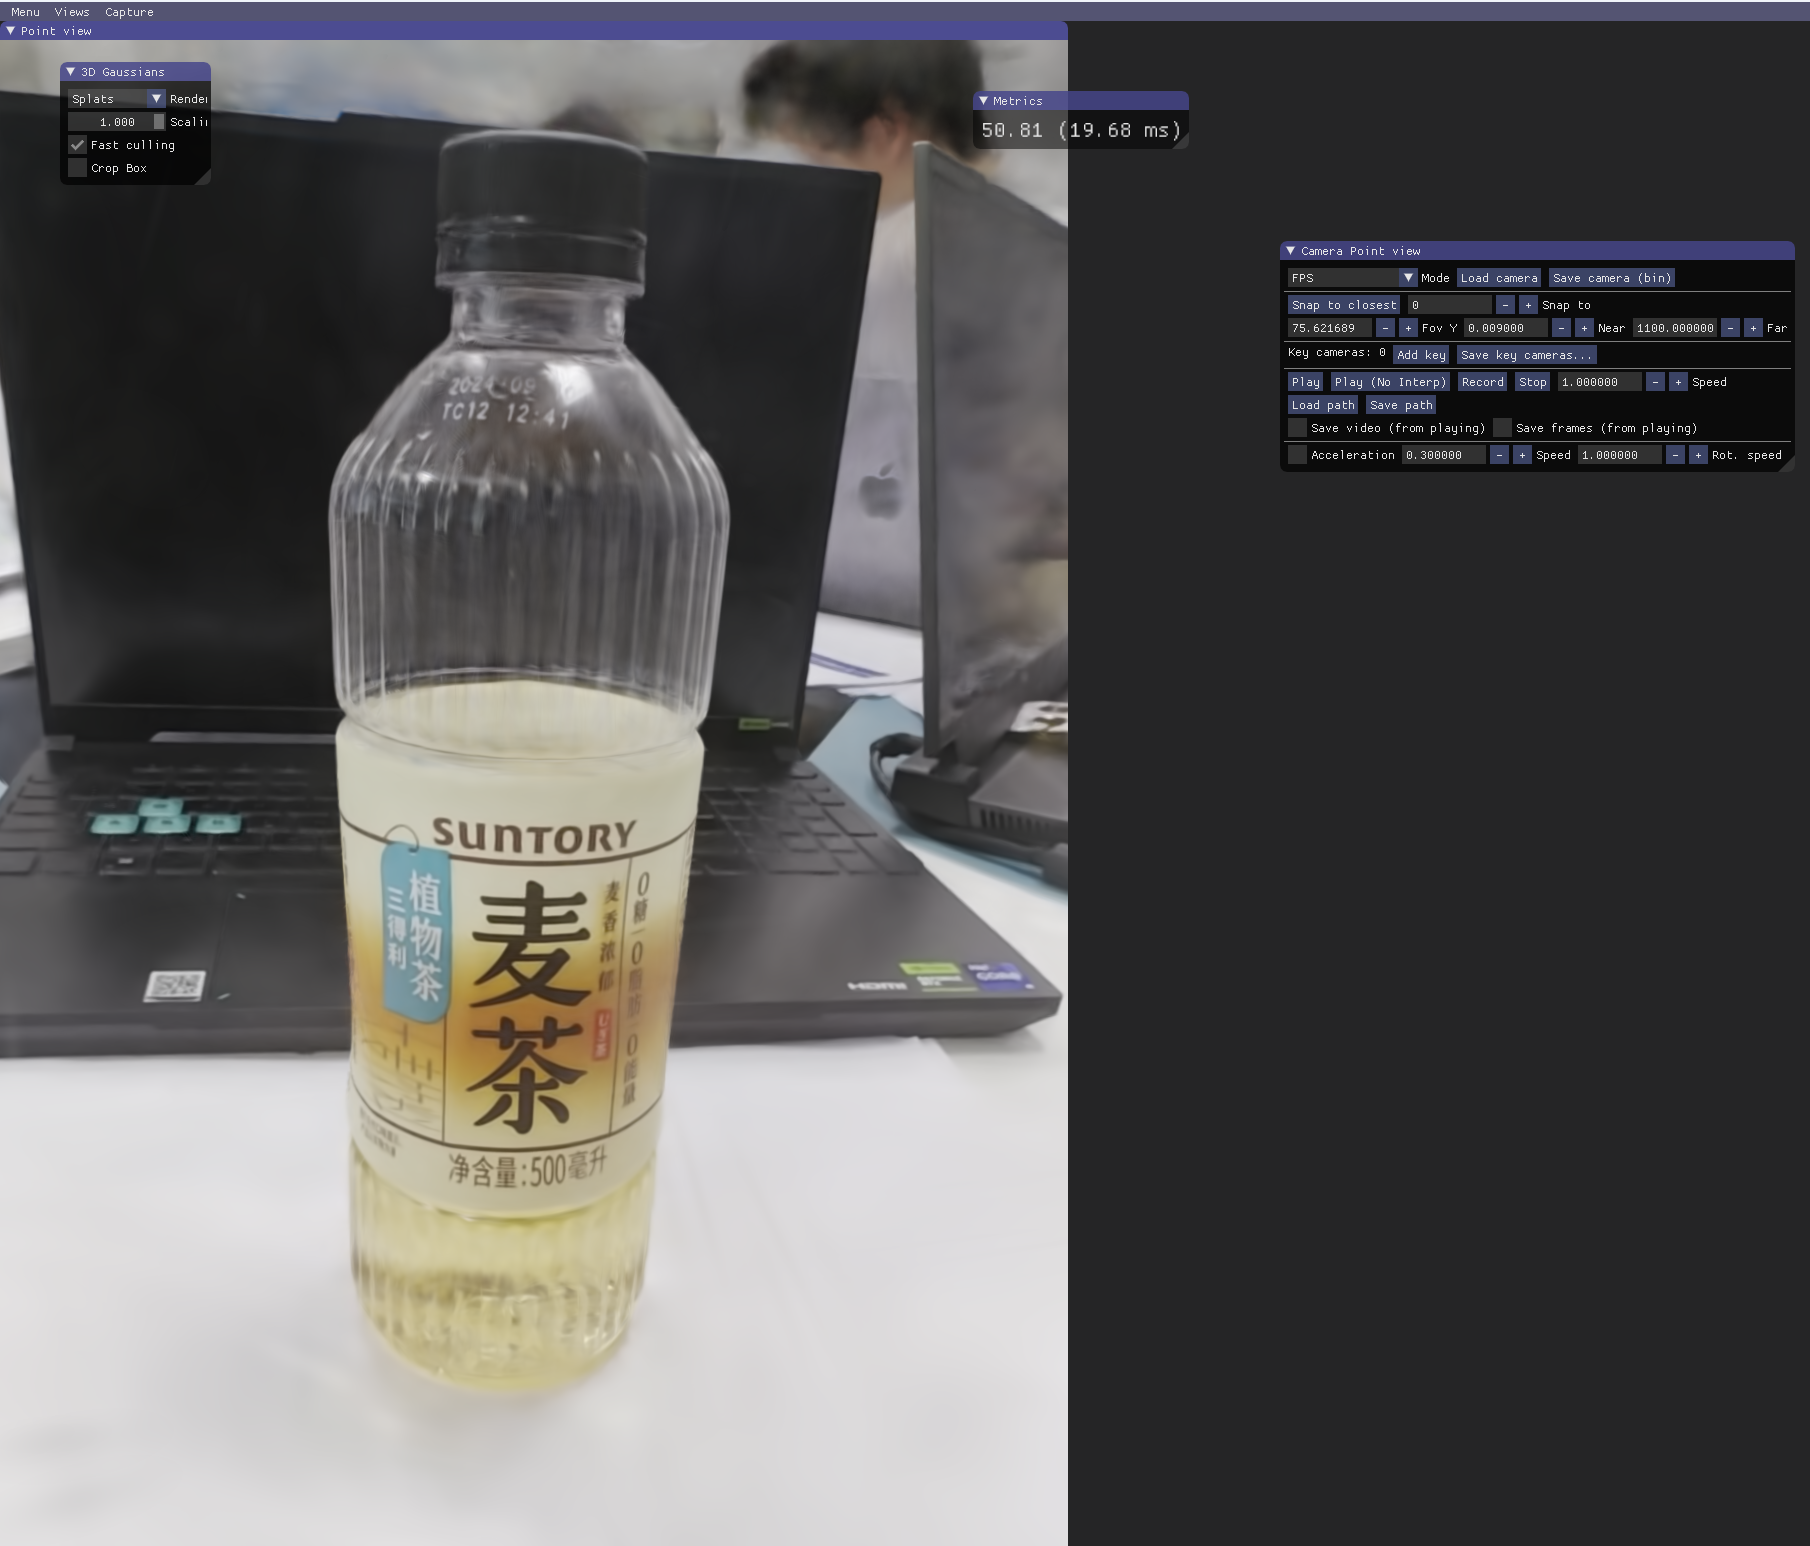 Menu Views Capture
Point view
3D Gaussians
Splats
1.000
Fast culling
Crop Box
Metrics
50.81 (19.68 ms)
Camera Point view
FPS Mode Load camera Save camera (bin)
Snap to closest 0 - + Snap to
75.621689 - + Fov Y 0.009000 - + Near 1100.000000 - + Far
Key cameras: 0 Add key Save key cameras...
Play Play (No Interp) Record Stop 1.000000 - + Speed
Load path Save path
Save video (from playing) Save frames (from playing)
Acceleration 0.300000 - + Speed 1.000000 - + Rot. speed
TC12 12:41
SUNTORY
植物茶
三得利
麦茶
麦香浓郁
0糖|0脂肪|0能量
净含量:500毫升
HDMI
CORE